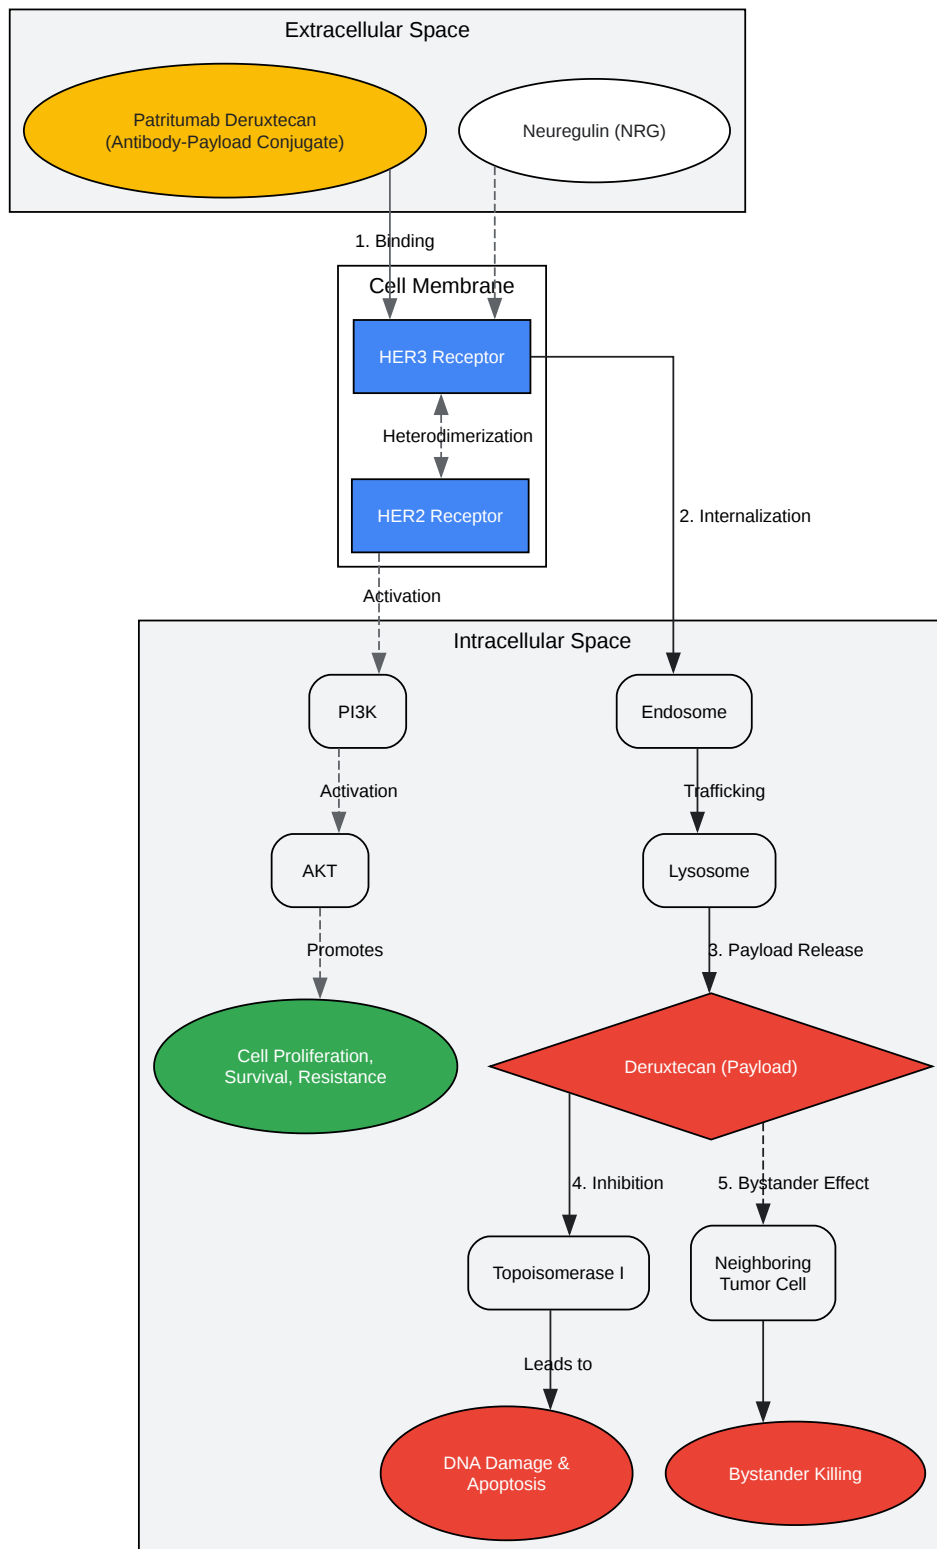 Extracellular Space
Patritumab Deruxtecan
(Antibody-Payload Conjugate)
Neuregulin (NRG)
1. Binding
Cell Membrane
HER3 Receptor
Heterodimerization
HER2 Receptor
2. Internalization
Activation
Intracellular Space
PI3K
Endosome
Activation
Trafficking
AKT
Lysosome
Promotes
3. Payload Release
Cell Proliferation,
Survival, Resistance
Deruxtecan (Payload)
4. Inhibition
5. Bystander Effect
Topoisomerase I
Neighboring
Tumor Cell
Leads to
DNA Damage &
Apoptosis
Bystander Killing